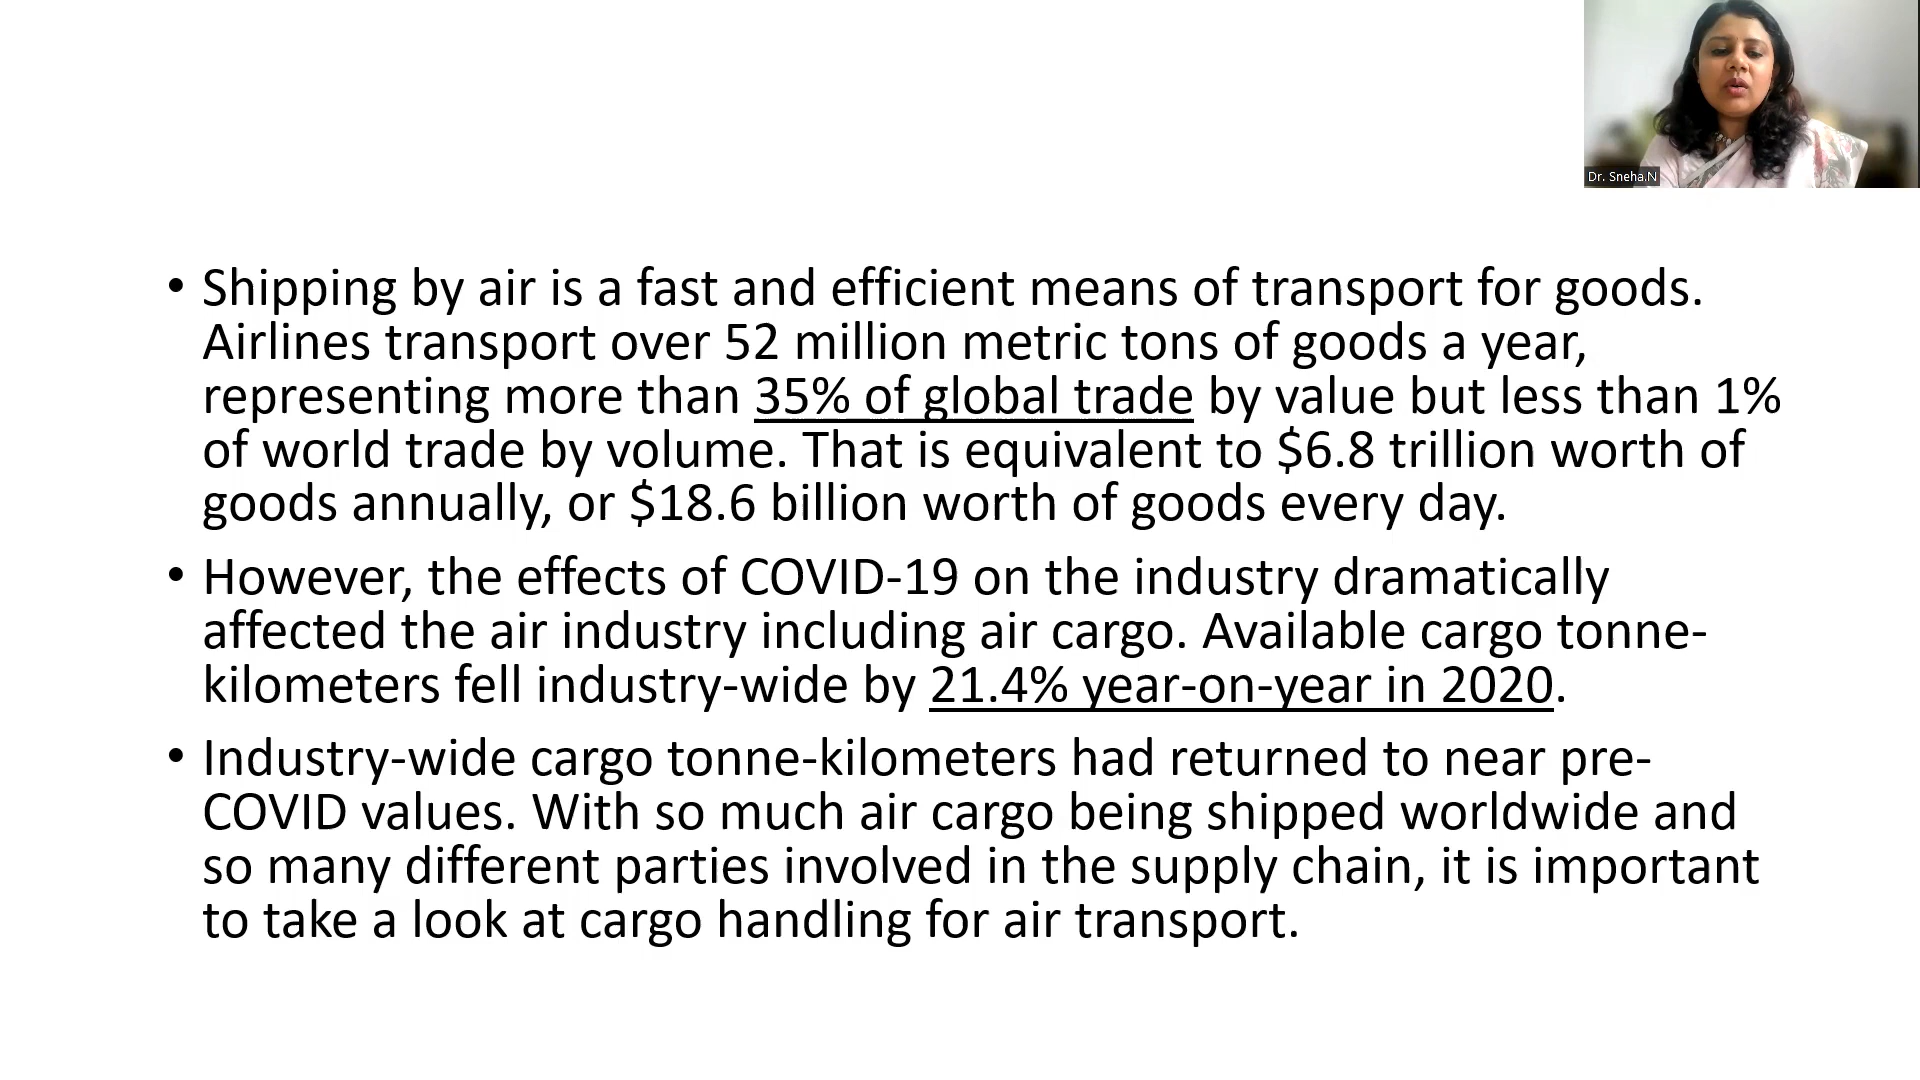 Dr. Sneha.N
• Shipping by air is a fast and efficient means of transport for goods.
Airlines transport over 52 million metric tons of goods a year,
representing more than 35% of global trade by value but less than 1%
of world trade by volume. That is equivalent to $6.8 trillion worth of
goods annually, or $18.6 billion worth of goods every day.
• However, the effects of COVID-19 on the industry dramatically
affected the air industry including air cargo. Available cargo tonne-
kilometers fell industry-wide by 21.4% year-on-year in 2020.
• Industry-wide cargo tonne-kilometers had returned to near pre-
COVID values. With so much air cargo being shipped worldwide and
so many different parties involved in the supply chain, it is important
to take a look at cargo handling for air transport.